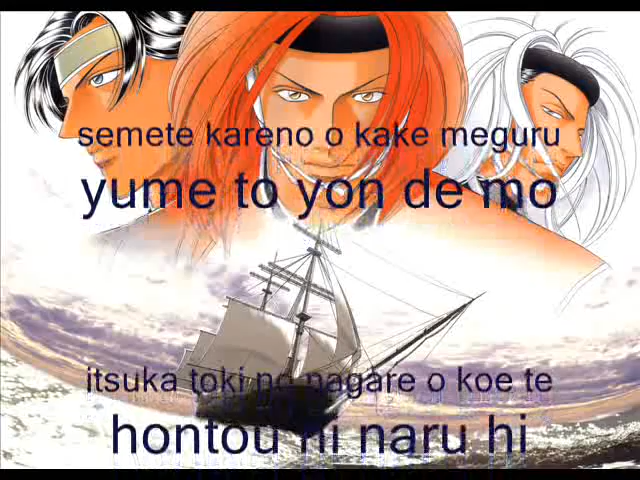 semete kareno o kake meguru
yume to yon de mo
itsuka toki no nagare o koe te
hontou ni naru hi